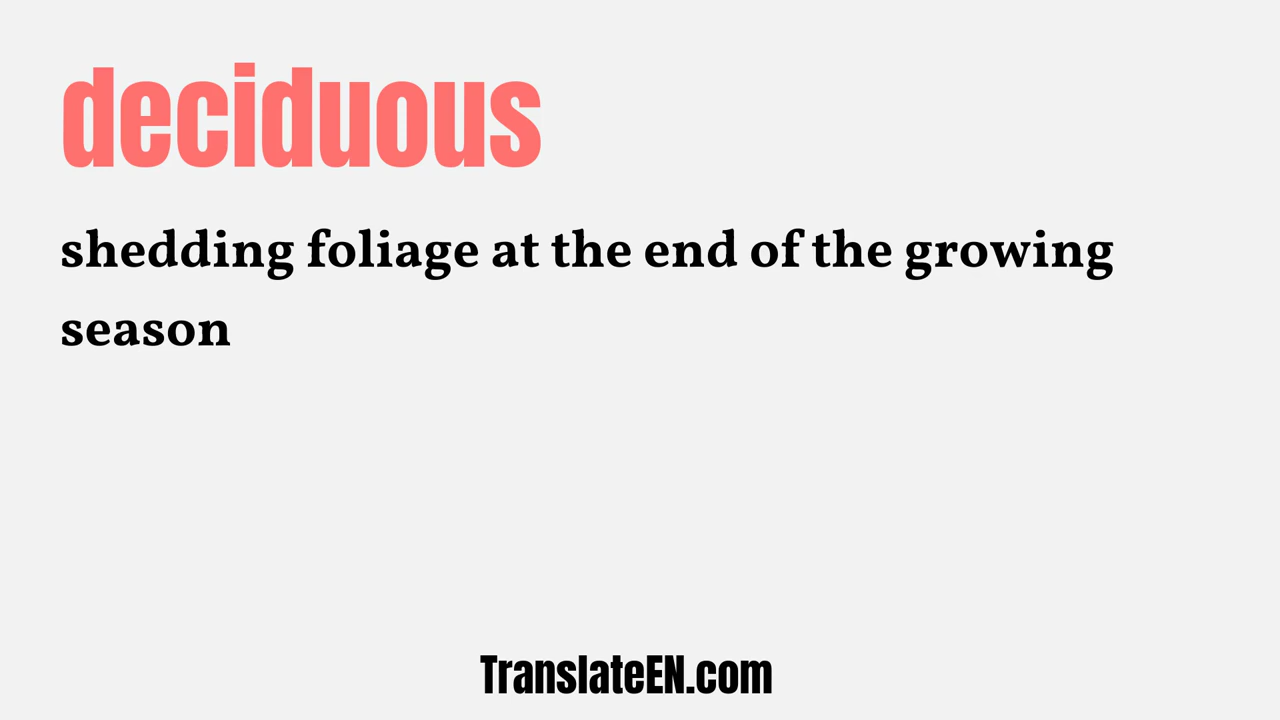 deciduous
shedding foliage at the end of the growing
season
TranslateEN.com